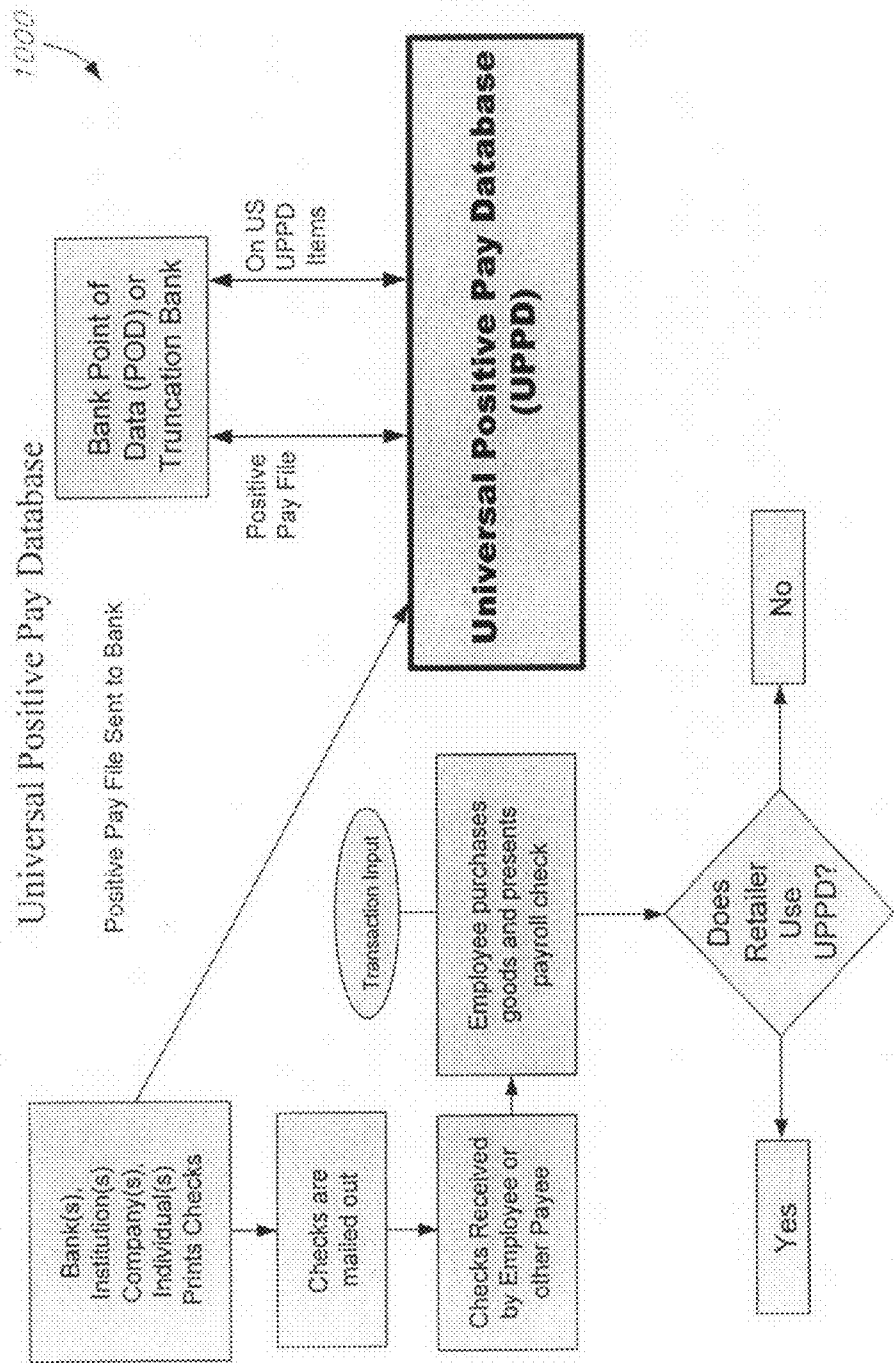 1000
Universal Positive Pay Database
Positive Pay File Sent to Bank
Bank(s),
Institution(s)
Company(s),
Individual(s)
Prints Checks
Bank Point of
Data (POD) or
Truncation Bank
Positive
Pay File
On US
UPPD
Items
Checks are
mailed out
Transaction Input
Checks Received
by Employee or
other Payee
Employee purchases
goods and presents
payroll check
Universal Positive Pay Database
(UPPD)
Does
Retailer
Use
UPPD?
Yes
No